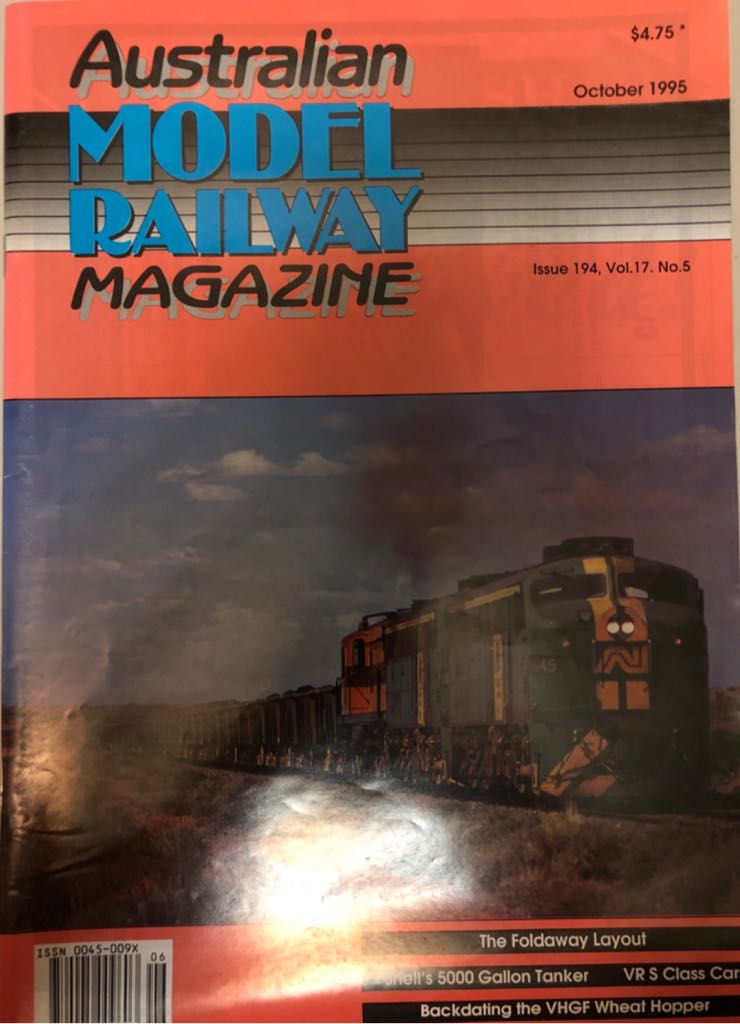 $4.75 *
Australian
October 1995
MODEL
RAILWAY
Issue 194, Vol.17. No.5
MAGAZINE
45
The Foldaway Layout
ISSN 0045-009X 06
5000 Gallon Tanker VR S Class
Backdating the VHGF Wheat Hopper